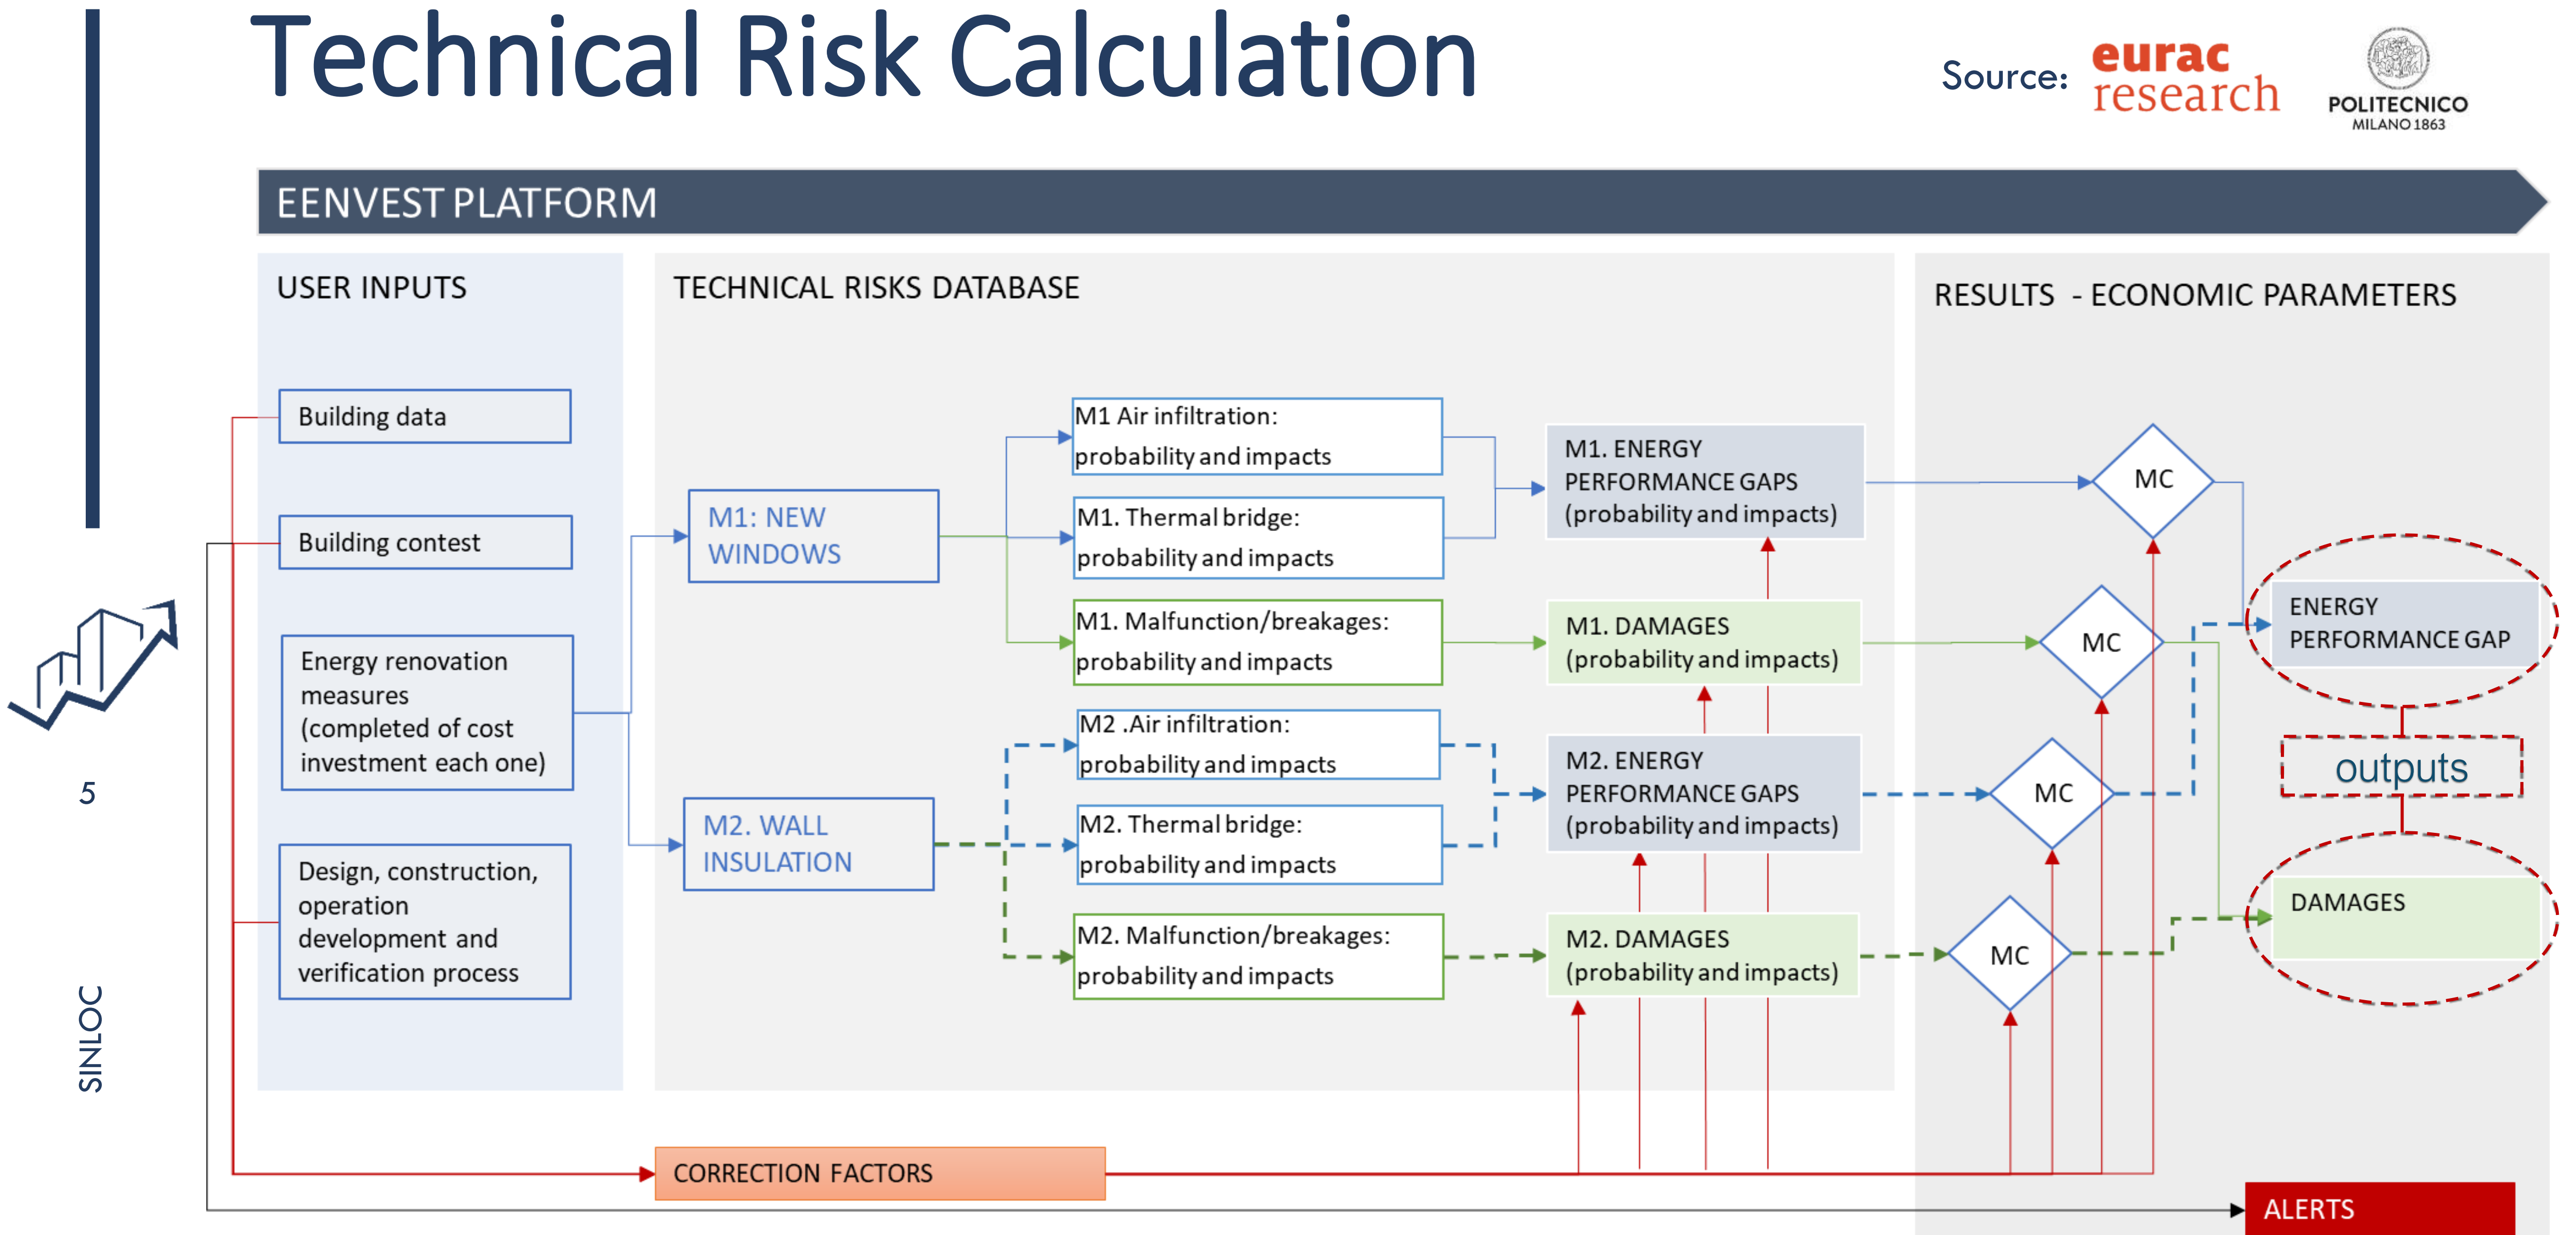 Technical Risk Calculation
Source:
eurac
research
POLITECNICO
MILANO 1863
EENVEST PLATFORM
USER INPUTS
Building data
Building contest
Energy renovation
measures
(completed of cost
investment each one)
Design, construction,
operation
development and
verification process
TECHNICAL RISKS DATABASE
M1: NEW
WINDOWS
M2. WALL
INSULATION
M1 Air infiltration:
probability and impacts
M1. Thermal bridge:
probability and impacts
M1. Malfunction/breakages:
probability and impacts
M2 .Air infiltration:
probability and impacts
M2. Thermal bridge:
probability and impacts
M2. Malfunction/breakages:
probability and impacts
M1. ENERGY
PERFORMANCE GAPS
(probability and impacts)
M1. DAMAGES
(probability and impacts)
M2. ENERGY
PERFORMANCE GAPS
(probability and impacts)
M2. DAMAGES
(probability and impacts)
RESULTS - ECONOMIC PARAMETERS
MC
MC
MC
MC
ENERGY
PERFORMANCE GAP
outputs
DAMAGES
CORRECTION FACTORS
ALERTS
5
SINLOC